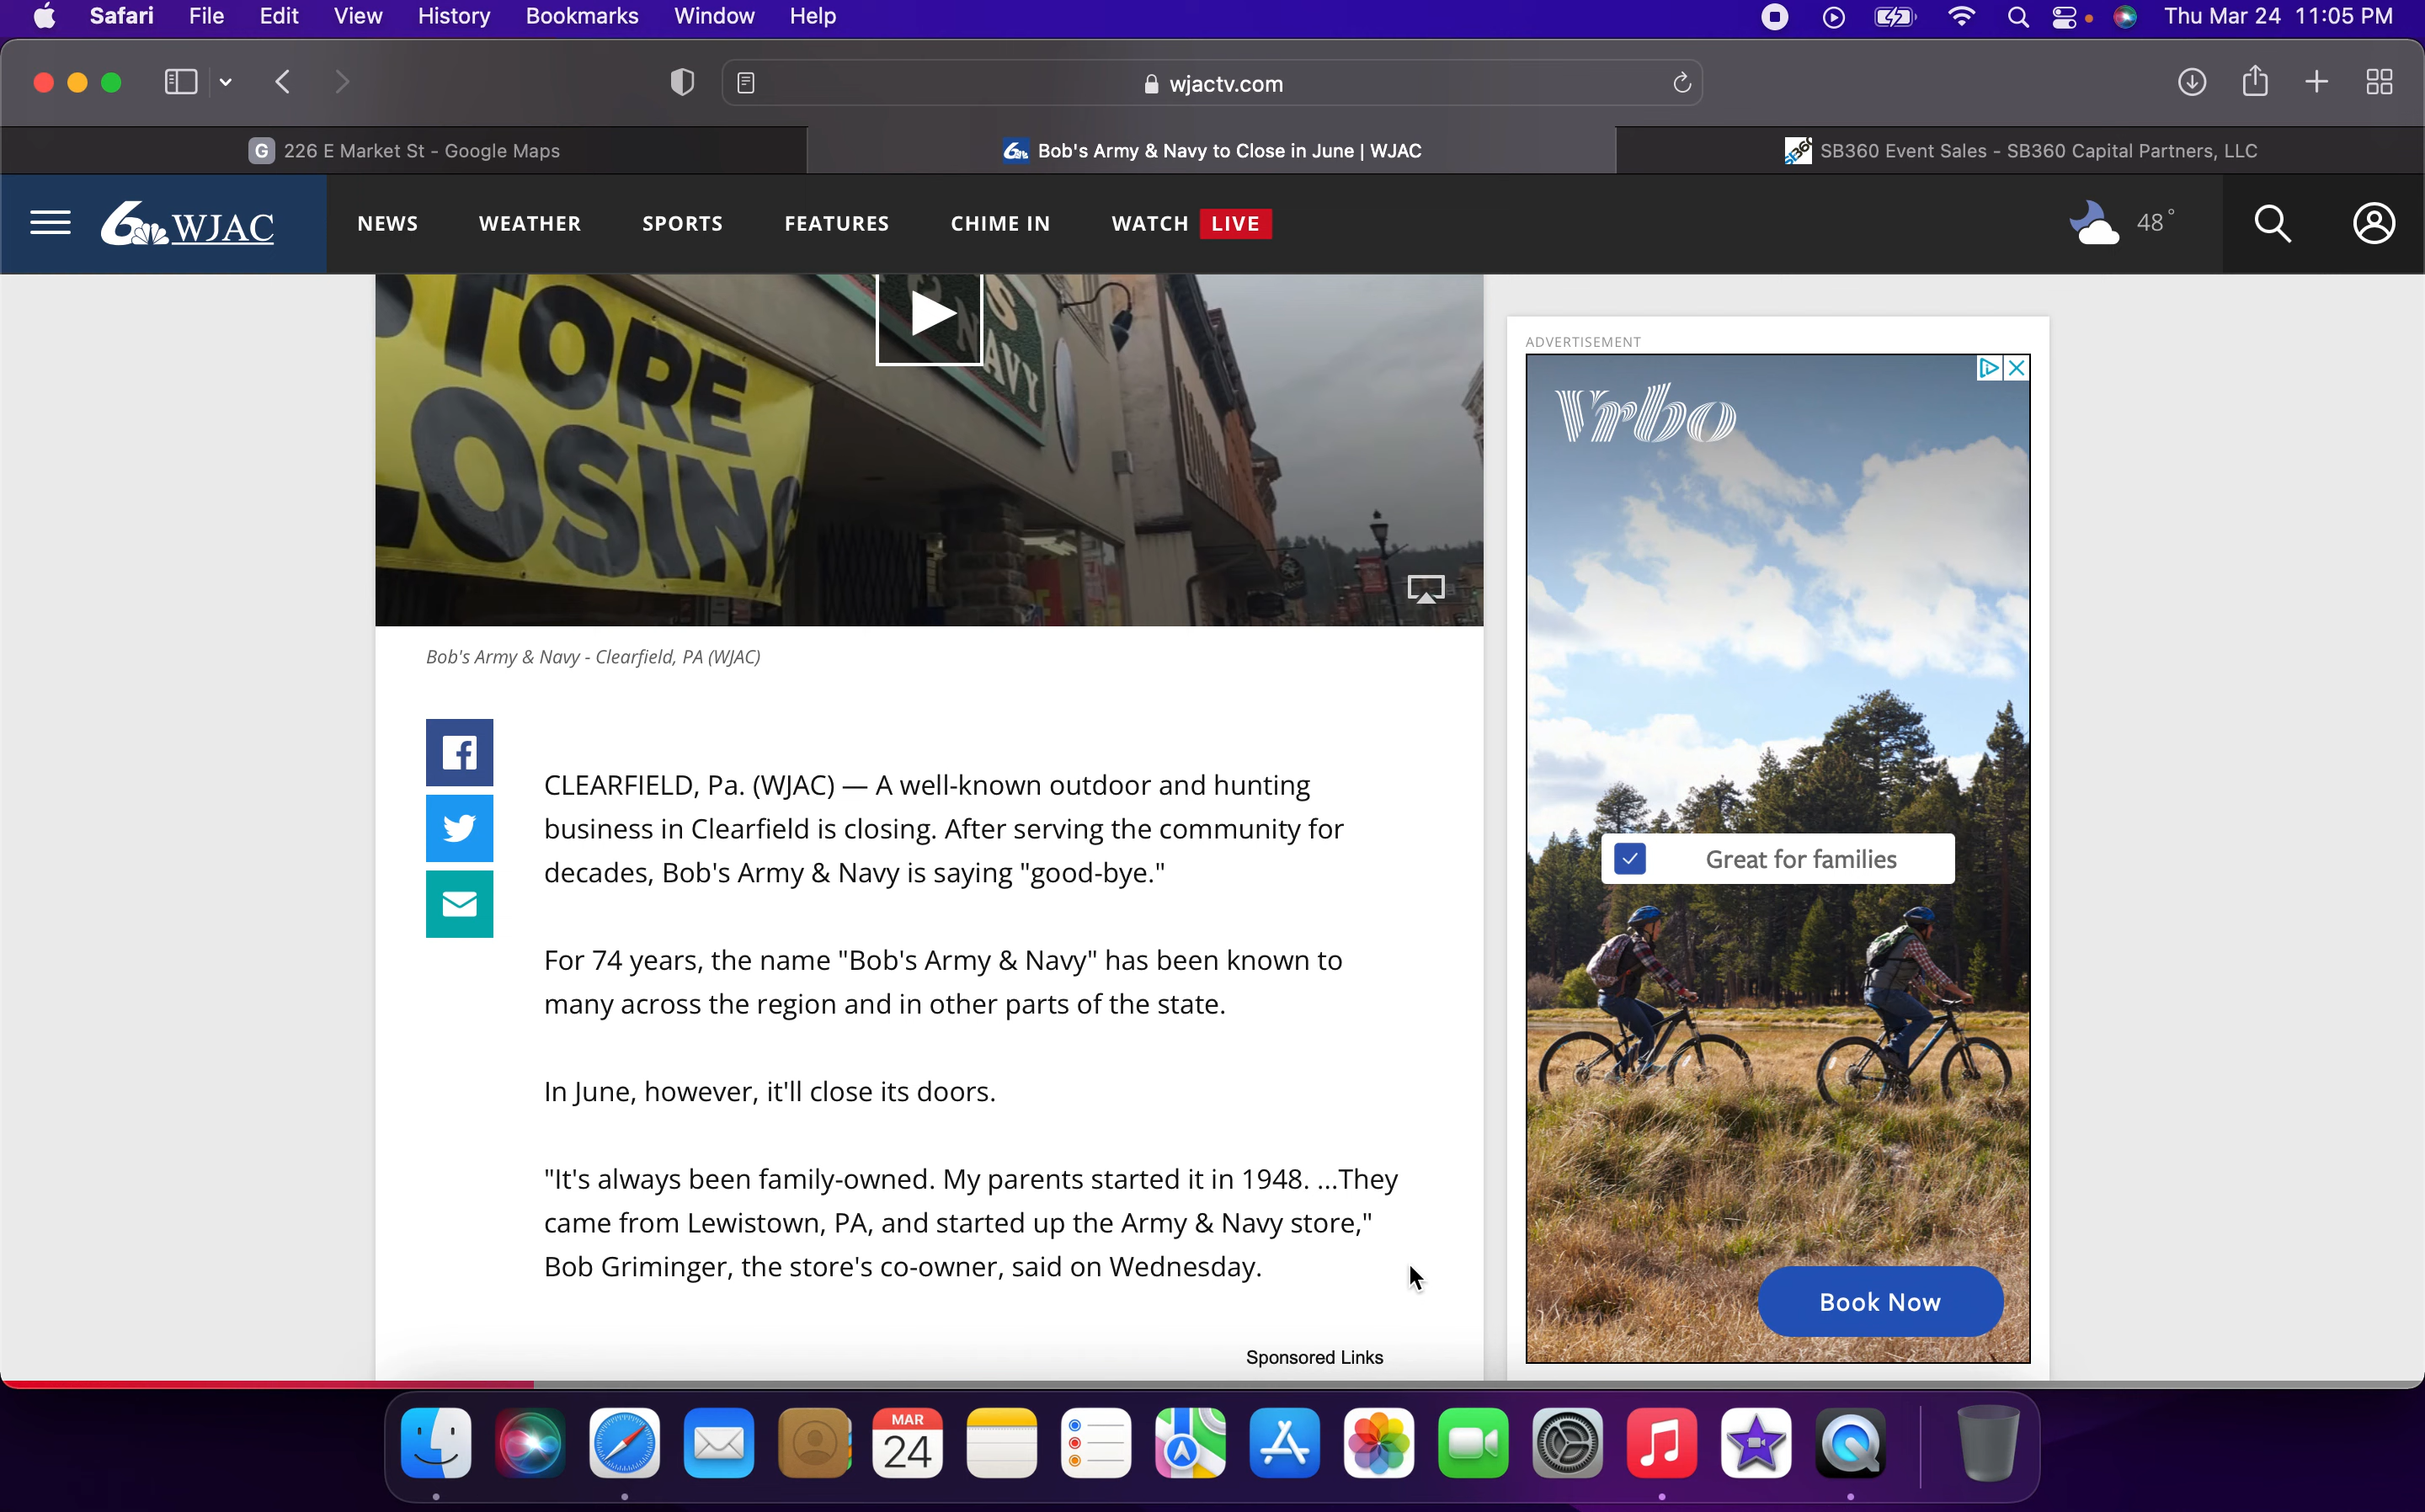 Safari File Edit View History Bookmarks Window Help Thu Mar 24 11:05 PM
wjactv.com
G 226 E Market St - Google Maps
6 Bob's Army & Navy to Close in June | WJAC
SB360 SB360 Event Sales - SB360 Capital Partners, LLC
6 WJAC NEWS WEATHER SPORTS FEATURES CHIME IN WATCH LIVE 48°
STORE
LOSIN
S
N
AVY
Bob's Army & Navy - Clearfield, PA (WJAC)
CLEARFIELD, Pa. (WJAC) — A well-known outdoor and hunting
business in Clearfield is closing. After serving the community for
decades, Bob's Army & Navy is saying "good-bye."
For 74 years, the name "Bob's Army & Navy" has been known to
many across the region and in other parts of the state.
In June, however, it'll close its doors.
"It's always been family-owned. My parents started it in 1948. ...They
came from Lewistown, PA, and started up the Army & Navy store,"
Bob Griminger, the store's co-owner, said on Wednesday.
Sponsored Links
ADVERTISEMENT
Vrbo
Great for families
Book Now
MAR
24